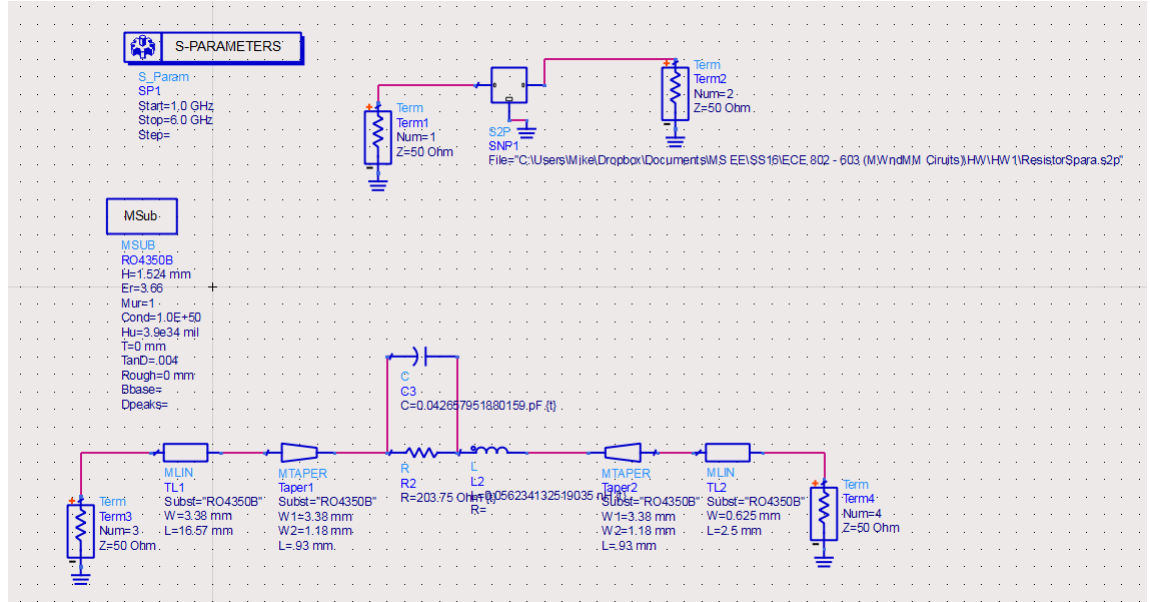 S-PARAMETERS
S_Param
SP1
Start=1.0 GHz
Stop=6.0 GHz
Step=
Term
Term1
Num=1
Z=50 Ohm
S2P
SNP1
File="C:\Users\Mike\Dropbox\Documents\MS EE\SS16\ECE 802 - 603 (MWndMM Ciruits)\HW\HW1\ResistorSpara.s2p"
Term
Term2
Num=2
Z=50 Ohm
MSub
MSUB
RO4350B
H=1.524 mm
Er=3.66
Mur=1
Cond=1.0E+50
Hu=3.9e34 mil
T=0 mm
TanD=.004
Rough=0 mm
Bbase=
Dpeaks=
C
C3
C=0.042657951880159 pF {t}
Term
Term3
Num=3
Z=50 Ohm
MLIN
TL1
Subst="RO4350B"
W=3.38 mm
L=16.57 mm
MTAPER
Taper1
Subst="RO4350B"
W1=3.38 mm
W2=1.18 mm
L=.93 mm
R
R2
R=203.75 Ohm {t}
L
L2
L=0.056234132519035 nH {t}
R=
MTAPER
Taper2
Subst="RO4350B"
W1=3.38 mm
W2=1.18 mm
L=.93 mm
MLIN
TL2
Subst="RO4350B"
W=0.625 mm
L=2.5 mm
Term
Term4
Num=4
Z=50 Ohm